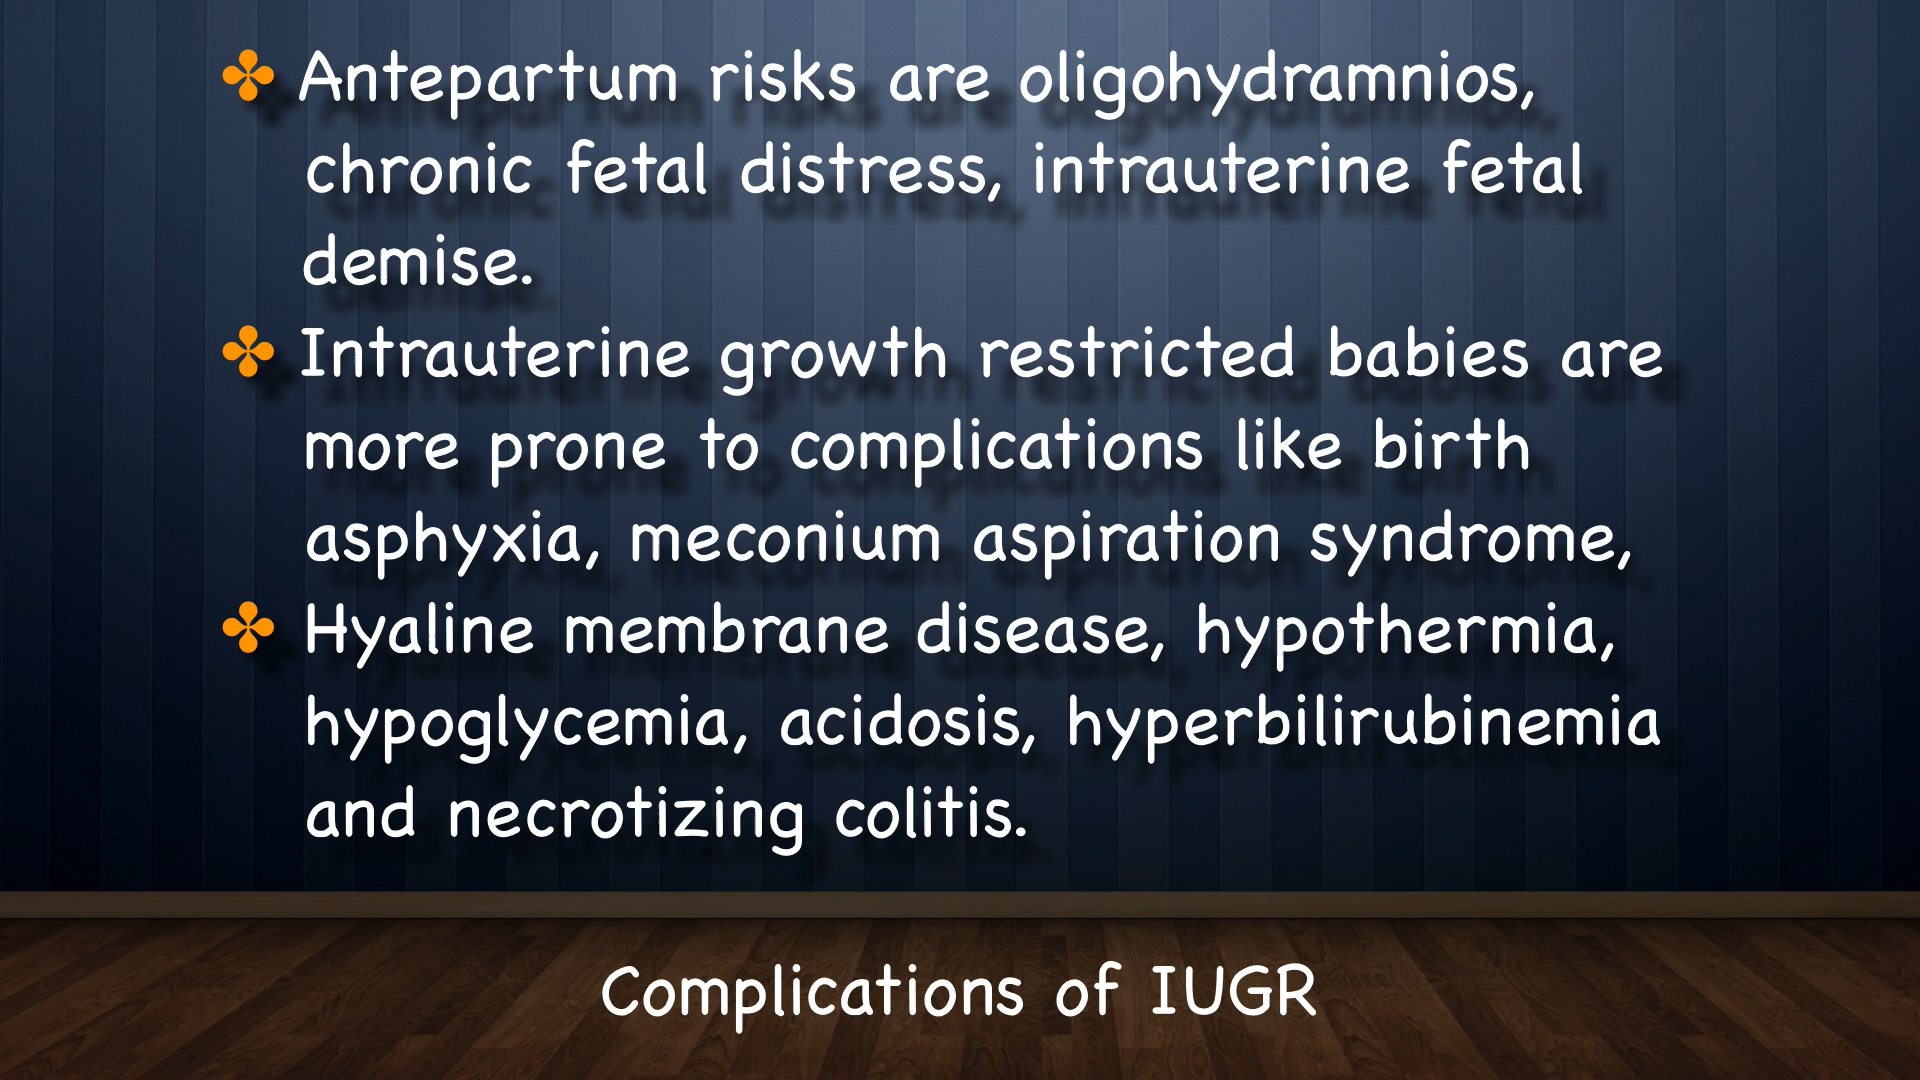 Antepartum risks are oligohydramnios,
chronic fetal distress, intrauterine fetal
demise.
Intrauterine growth restricted babies are
more prone to complications like birth
asphyxia, meconium aspiration syndrome,
Hyaline membrane disease, hypothermia,
hypoglycemia, acidosis, hyperbilirubinemia
and necrotizing colitis.
Complications of IUGR